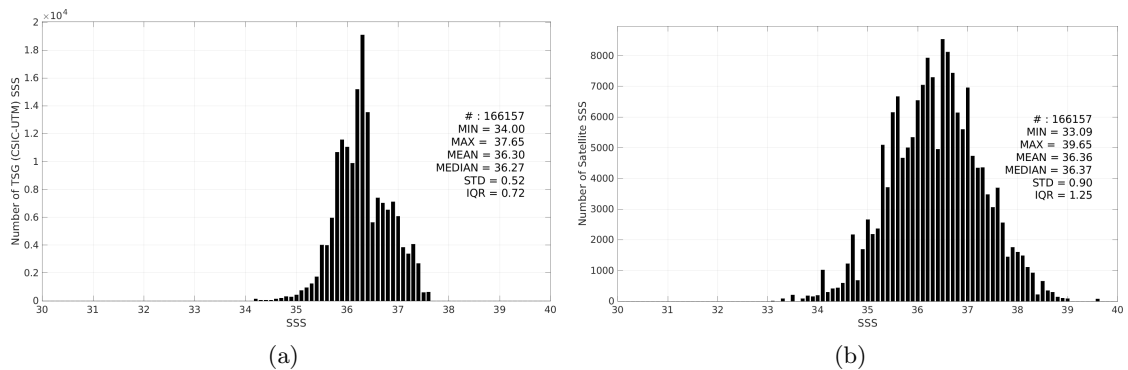 ×10⁴
2
1.8
1.6
1.4
1.2
1
0.8
0.6
0.4
0.2
0
Number of TSG (CSIC-UTM) SSS
# : 166157
MIN = 34.00
MAX = 37.65
MEAN = 36.30
MEDIAN = 36.27
STD = 0.52
IQR = 0.72
30 31 32 33 34 35 36 37 38 39 40
SSS
(a)
8000
7000
6000
5000
4000
3000
2000
1000
0
Number of Satellite SSS
# : 166157
MIN = 33.09
MAX = 39.65
MEAN = 36.36
MEDIAN = 36.37
STD = 0.90
IQR = 1.25
30 31 32 33 34 35 36 37 38 39 40
SSS
(b)